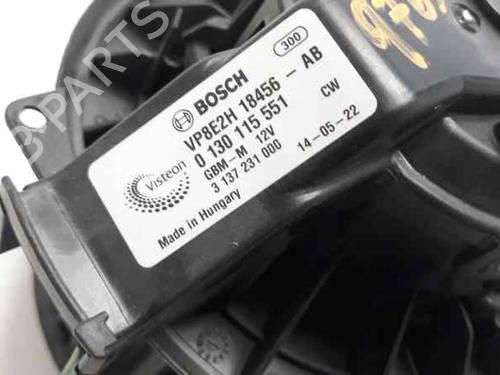 300
BOSCH
VP8E2H 18456 - AB
0 130 115 551
GBM-M 12V CW
3 137 231 000 14-05-22
Visteon
Made in Hungary